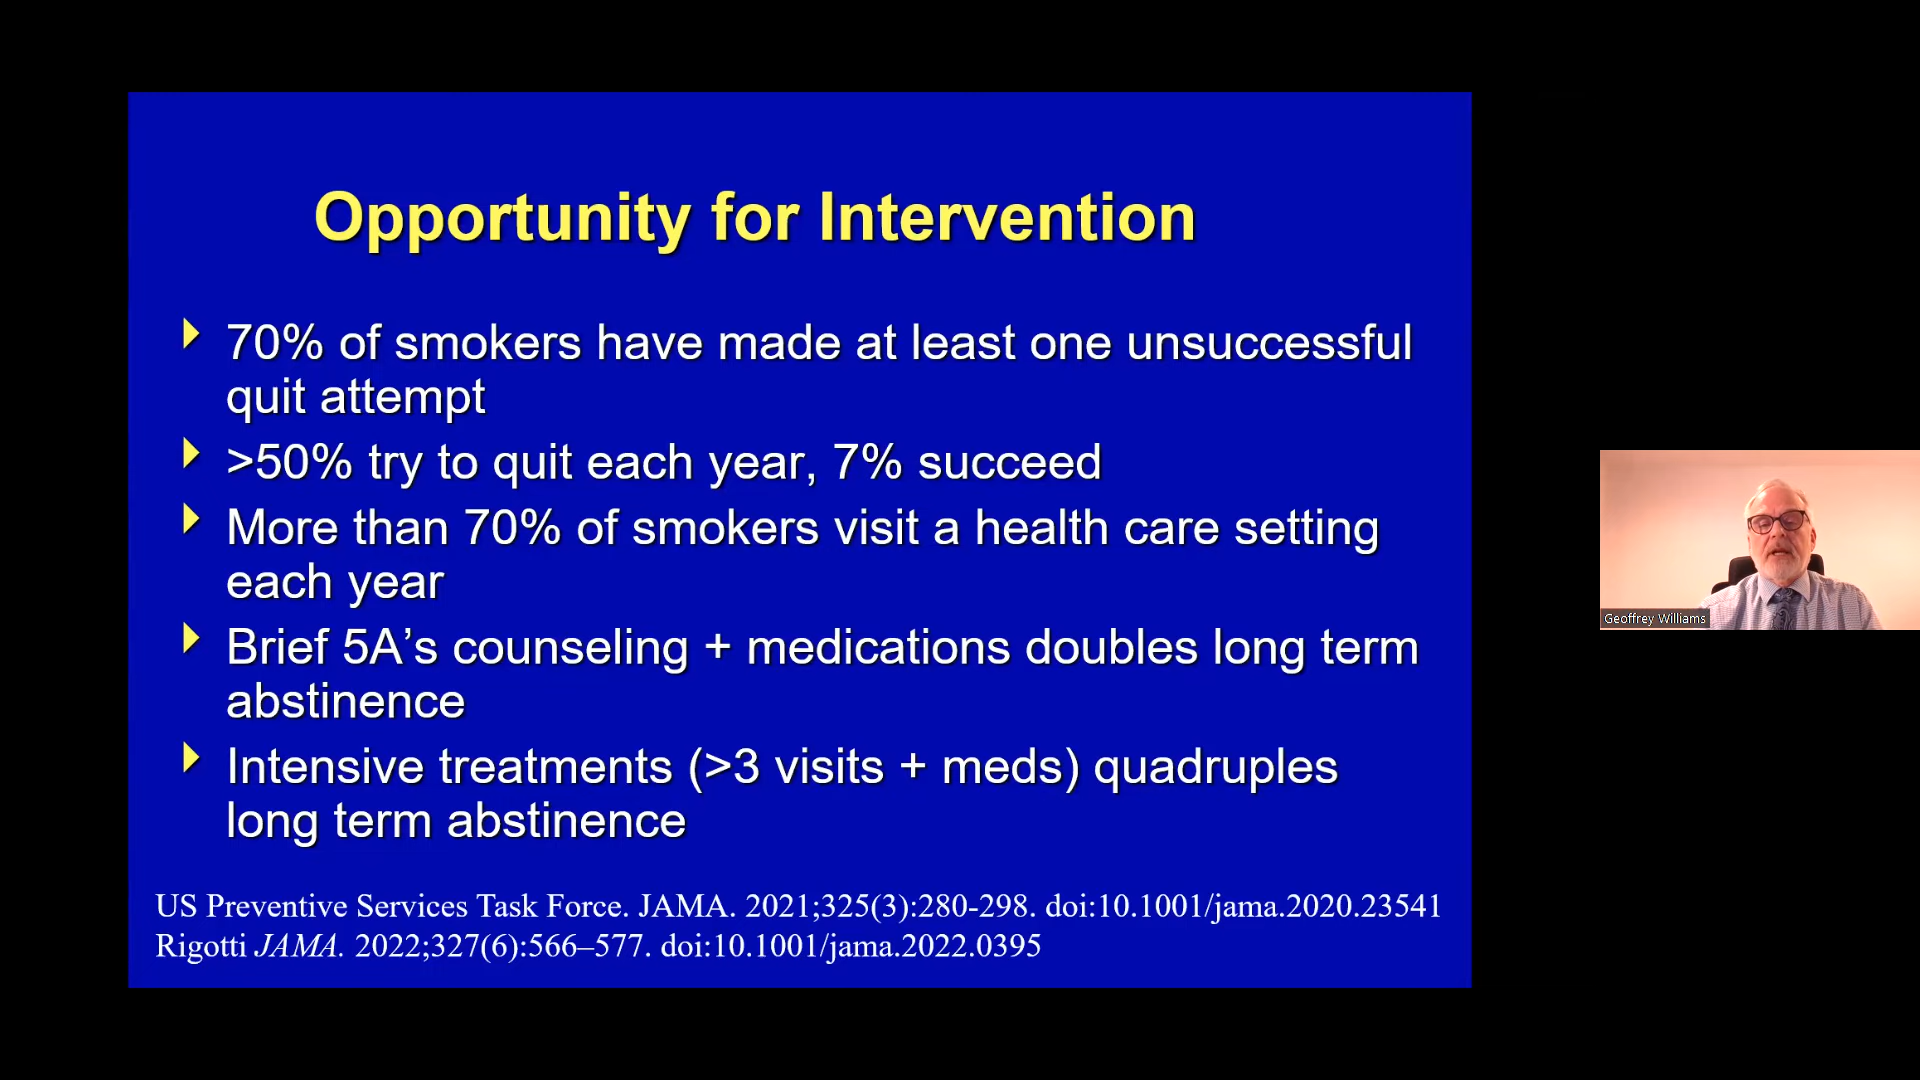 Opportunity for Intervention
70% of smokers have made at least one unsuccessful
quit attempt
>50% try to quit each year, 7% succeed
More than 70% of smokers visit a health care setting
each year
Brief 5A’s counseling + medications doubles long term
abstinence
Intensive treatments (>3 visits + meds) quadruples
long term abstinence
US Preventive Services Task Force. JAMA. 2021;325(3):280-298. doi:10.1001/jama.2020.23541
Rigotti JAMA. 2022;327(6):566–577. doi:10.1001/jama.2022.0395
Geoffrey Williams